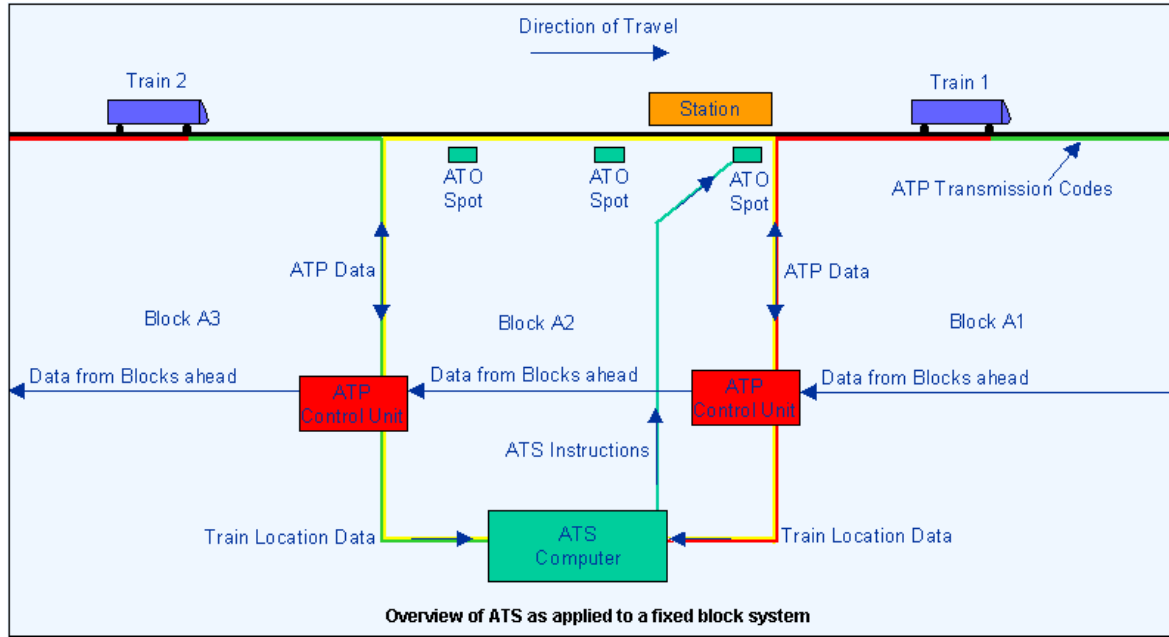 Direction of Travel
Train 2
Train 1
Station
ATO
Spot
ATO
Spot
ATO
Spot
ATP Transmission Codes
ATP Data
ATP Data
Block A3
Block A2
Block A1
Data from Blocks ahead
ATP
Control Unit
Data from Blocks ahead
ATP
Control Unit
Data from Blocks ahead
ATS Instructions
Train Location Data
ATS
Computer
Train Location Data
Overview of ATS as applied to a fixed block system